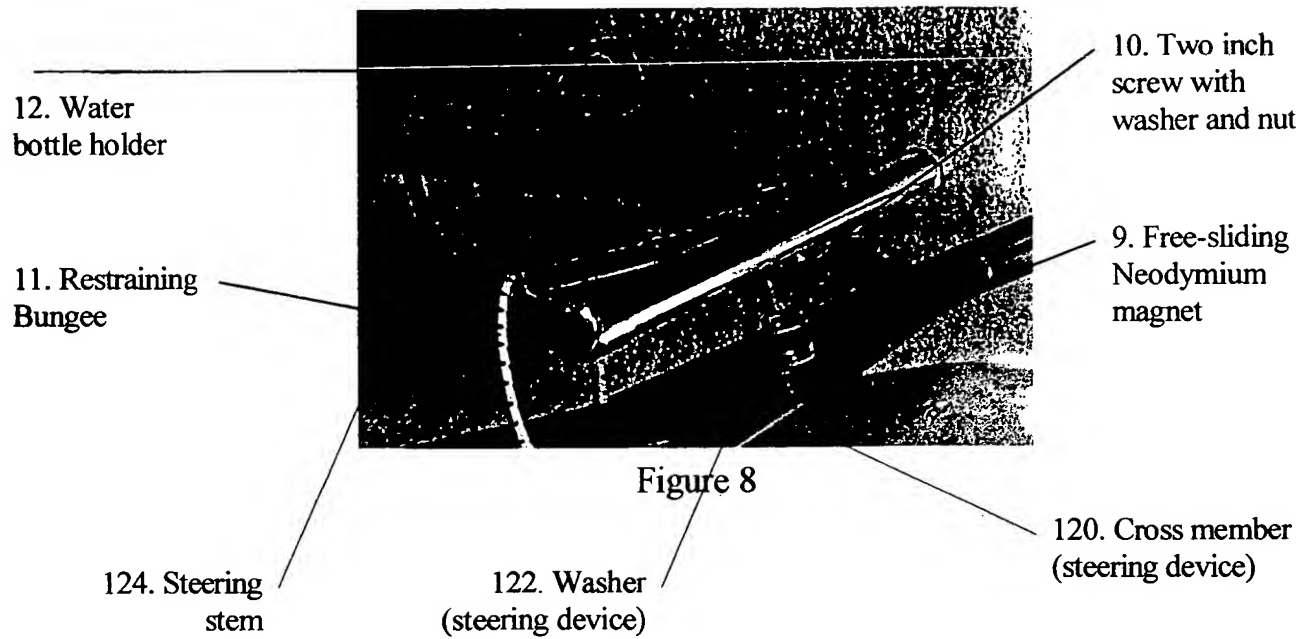 10. Two inch
screw with
washer and nut
12. Water
bottle holder
9. Free-sliding
Neodymium
magnet
11. Restraining
Bungee
Figure 8
120. Cross member
(steering device)
124. Steering
stem
122. Washer
(steering device)